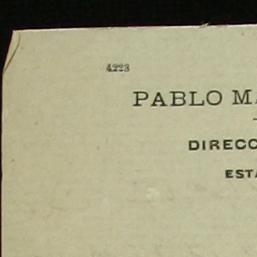 4223
PABLO MA
DIRECC
ESTA